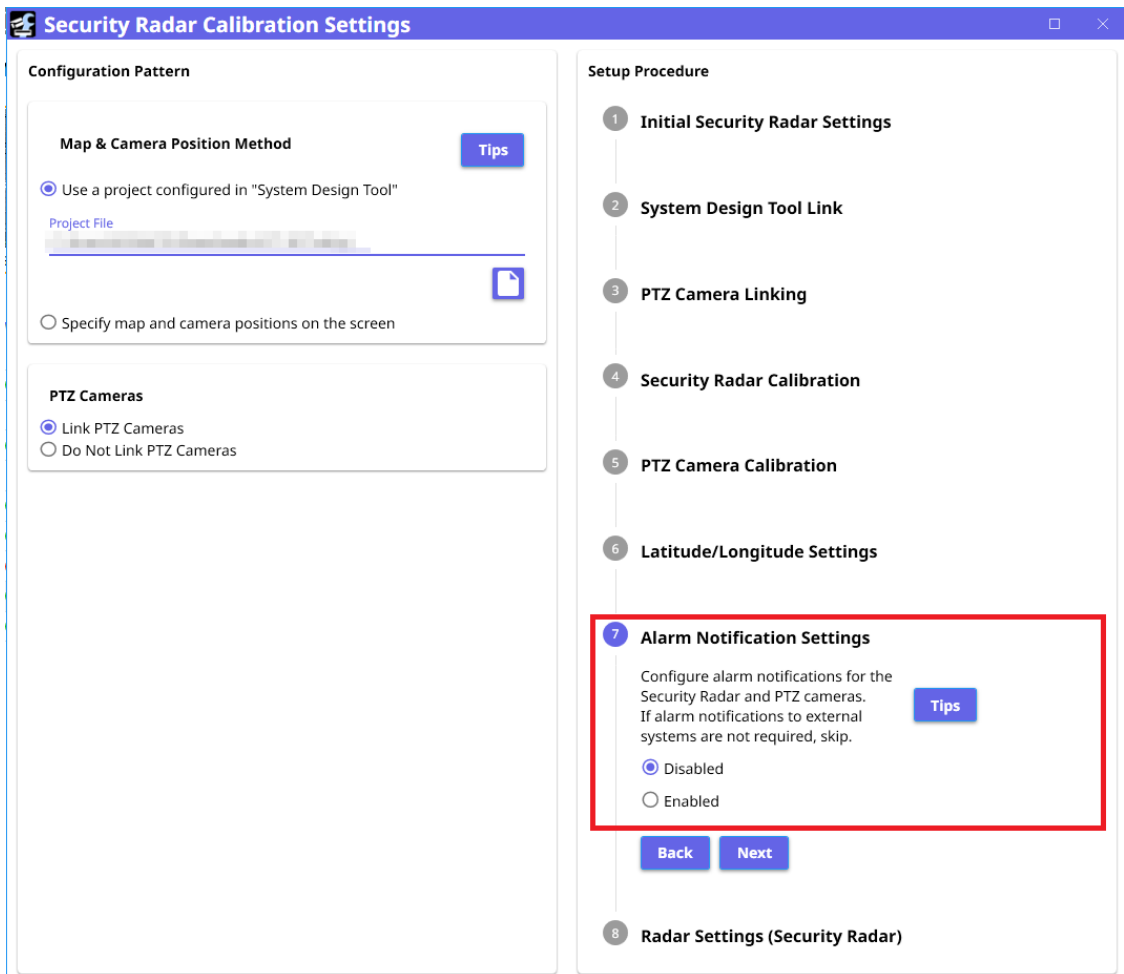 Security Radar Calibration Settings
Configuration Pattern
Map & Camera Position Method
Tips
Use a project configured in "System Design Tool"
Project File
Specify map and camera positions on the screen
PTZ Cameras
Link PTZ Cameras
Do Not Link PTZ Cameras
Setup Procedure
1 Initial Security Radar Settings
2 System Design Tool Link
3 PTZ Camera Linking
4 Security Radar Calibration
5 PTZ Camera Calibration
6 Latitude/Longitude Settings
7 Alarm Notification Settings
Configure alarm notifications for the
Security Radar and PTZ cameras.
If alarm notifications to external
systems are not required, skip.
Tips
Disabled
Enabled
Back Next
8 Radar Settings (Security Radar)